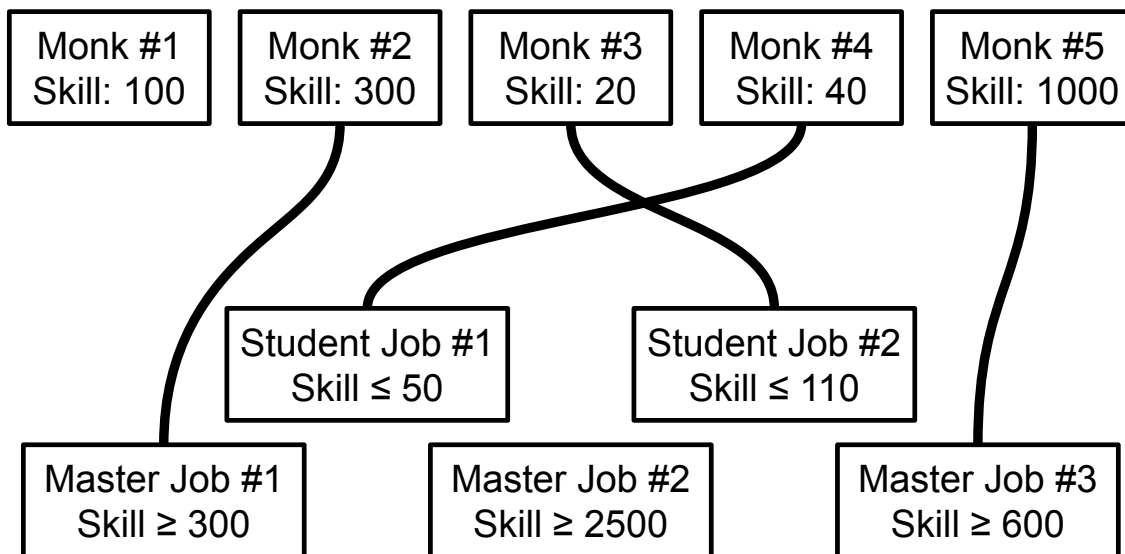 Monk #1
Skill: 100
Monk #2
Skill: 300
Monk #3
Skill: 20
Monk #4
Skill: 40
Monk #5
Skill: 1000
Student Job #1
Skill ≤ 50
Student Job #2
Skill ≤ 110
Master Job #1
Skill ≥ 300
Master Job #2
Skill ≥ 2500
Master Job #3
Skill ≥ 600